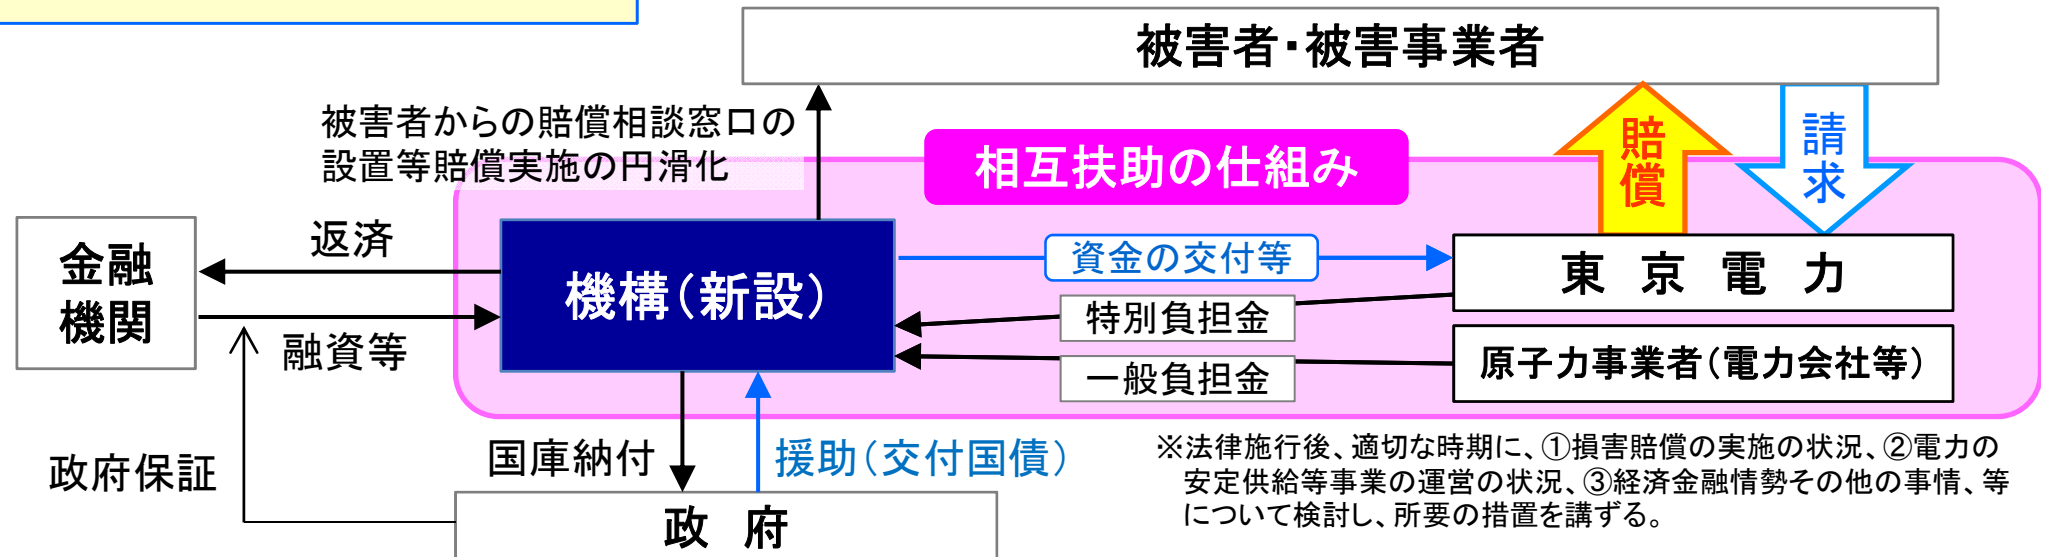 被害者・被害事業者
被害者からの賠償相談窓口の
設置等賠償実施の円滑化
相互扶助の仕組み
賠償
請求
金融
機関
返済
融資等
機構(新設)
資金の交付等
特別負担金
一般負担金
東京電力
原子力事業者(電力会社等)
政府保証
国庫納付
援助(交付国債)
政府
※法律施行後、適切な時期に、①損害賠償の実施の状況、②電力の
安定供給等事業の運営の状況、③経済金融情勢その他の事情、等
について検討し、所要の措置を講ずる。